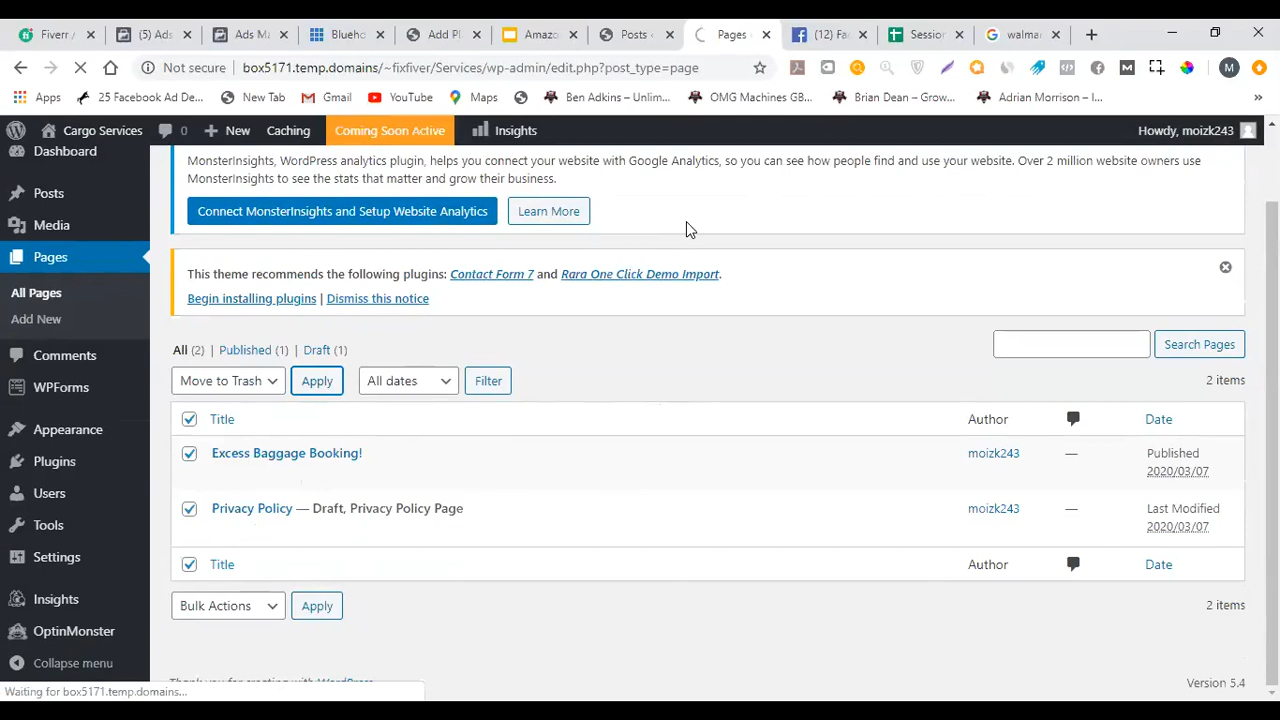 Fiverr /
(5) Ads
Ads Ma
Blueho
Add Pl
Amazo
Posts
Pages
(12) Fa
Session
walmar
Not secure
box5171.temp.domains/~fixfiver/Services/wp-admin/edit.php?post_type=page
M
Apps
25 Facebook Ad De...
New Tab
Gmail
YouTube
Maps
Ben Adkins – Unlim...
OMG Machines GB...
Brian Dean – Grow...
Adrian Morrison – I...
»
Cargo Services
0
New
Caching
Coming Soon Active
Insights
Howdy, moizk243
Dashboard
Posts
Media
Pages
All Pages
Add New
Comments
WPForms
Appearance
Plugins
Users
Tools
Settings
Insights
OptinMonster
Collapse menu
MonsterInsights, WordPress analytics plugin, helps you connect your website with Google Analytics, so you can see how people find and use your website. Over 2 million website owners use
MonsterInsights to see the stats that matter and grow their business.
Connect MonsterInsights and Setup Website Analytics
Learn More
This theme recommends the following plugins: Contact Form 7 and Rara One Click Demo Import.
Begin installing plugins | Dismiss this notice
All (2) | Published (1) | Draft (1)
Search Pages
Move to Trash
Apply
All dates
Filter
2 items
Title
Author
Date
Excess Baggage Booking!
moizk243
—
Published
2020/03/07
Privacy Policy — Draft, Privacy Policy Page
moizk243
—
Last Modified
2020/03/07
Title
Author
Date
Bulk Actions
Apply
2 items
Thank you for creating with WordPress
Version 5.4
Waiting for box5171.temp.domains...